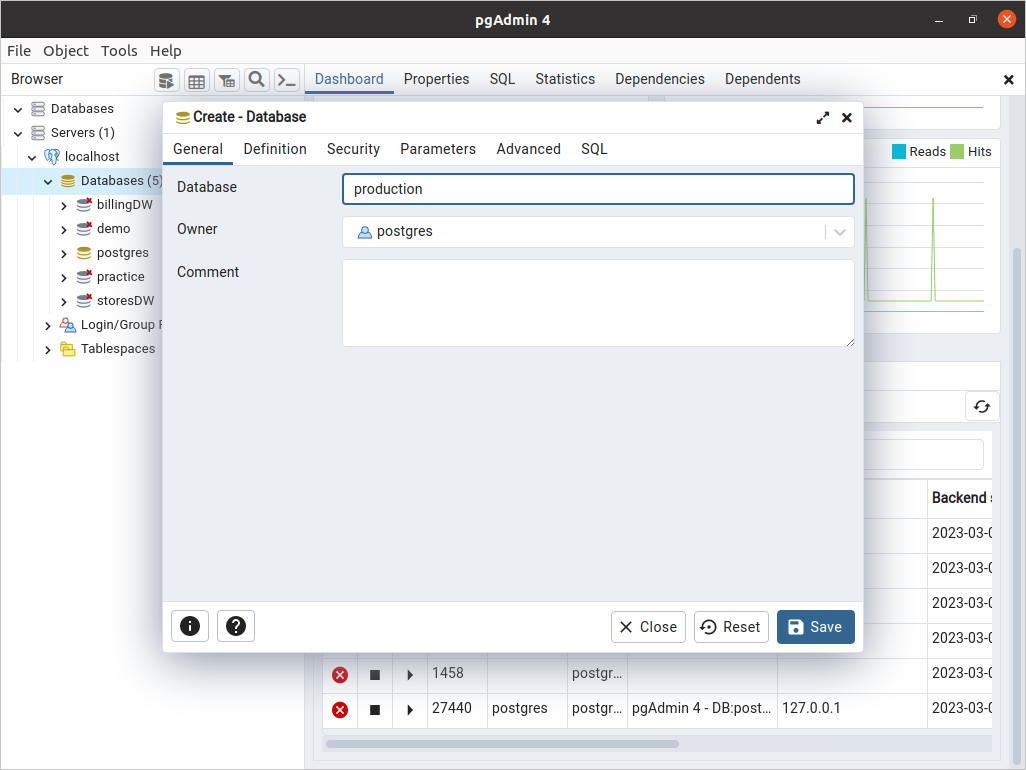 pgAdmin 4
File Object Tools Help
Browser
Dashboard Properties SQL Statistics Dependencies Dependents
Databases
Servers (1)
localhost
Databases (5)
billingDW
demo
postgres
practice
storesDW
Login/Group
Tablespaces
Create - Database
General Definition Security Parameters Advanced SQL
Database production
Owner postgres
Comment
Close Reset Save
Reads Hits
Backend
2023-03-0
2023-03-0
2023-03-0
2023-03-0
1458 postgr... 2023-03-0
27440 postgres postgr... pgAdmin 4 - DB:post... 127.0.0.1 2023-03-0